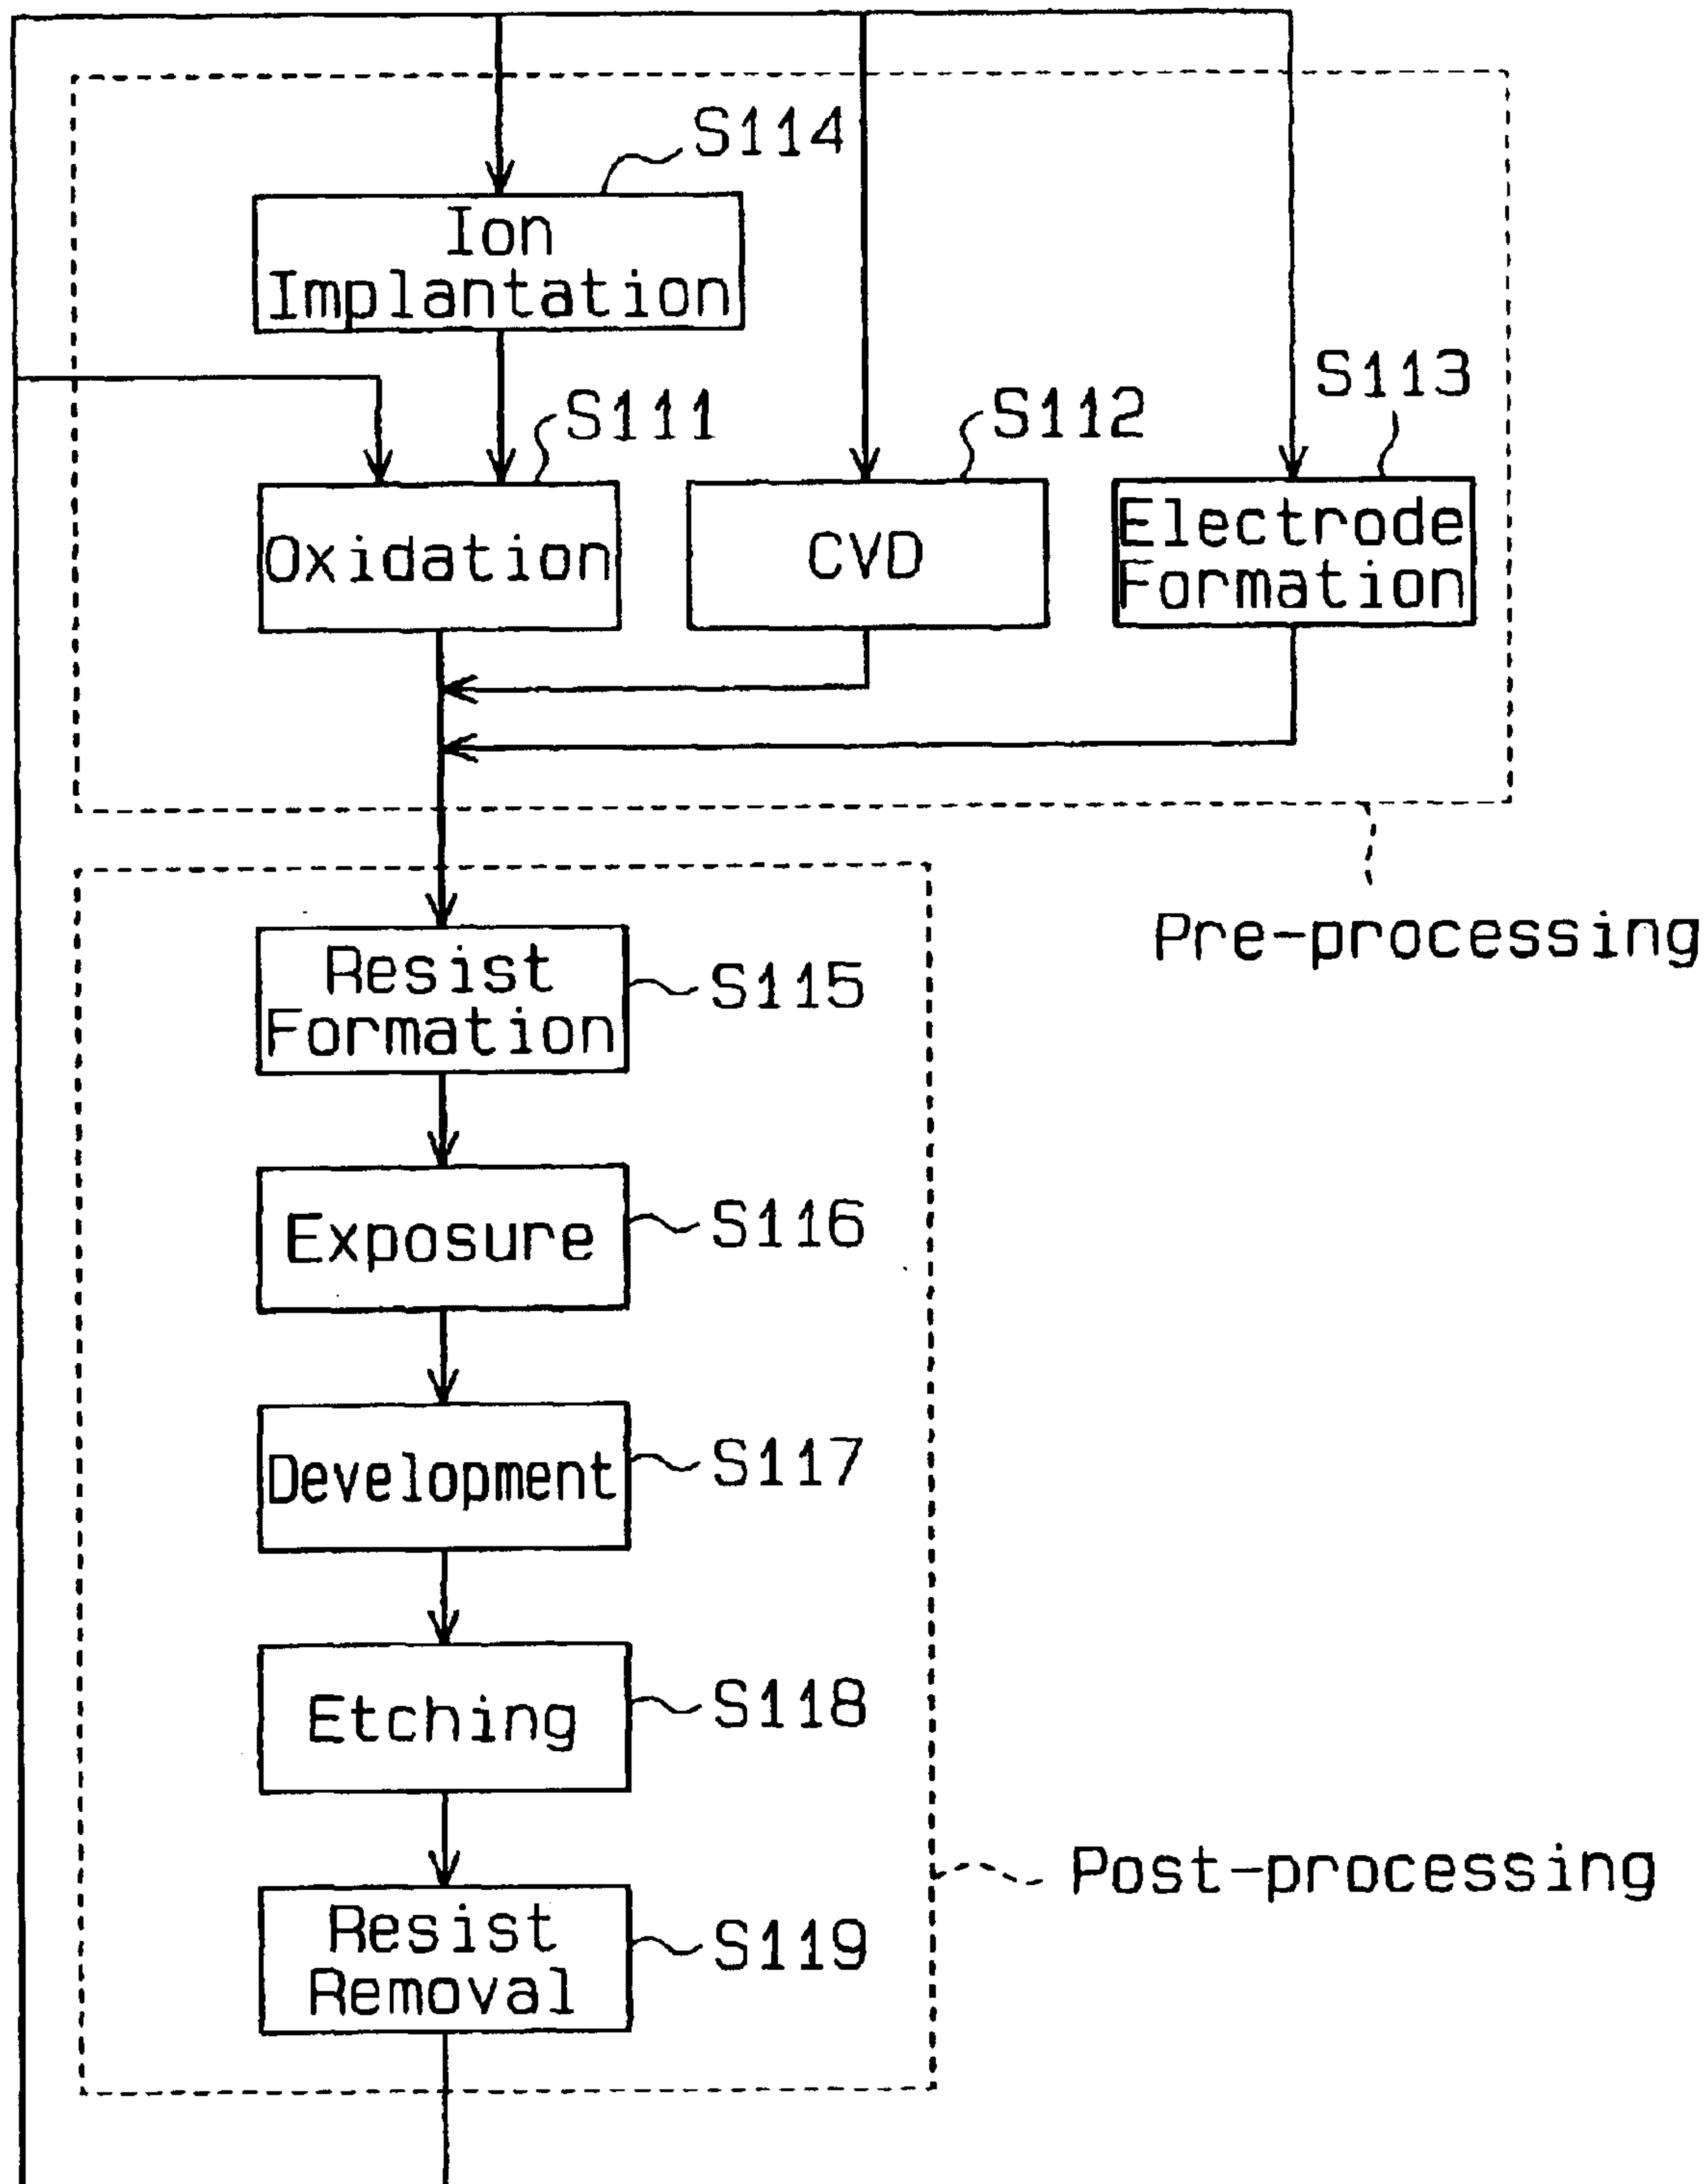 S114
Ion
Implantation
S111
S112
S113
Oxidation
CVD
Electrode
Formation
Pre-processing
Resist
Formation
S115
Exposure
S116
Development
S117
Etching
S118
Post-processing
Resist
Removal
S119